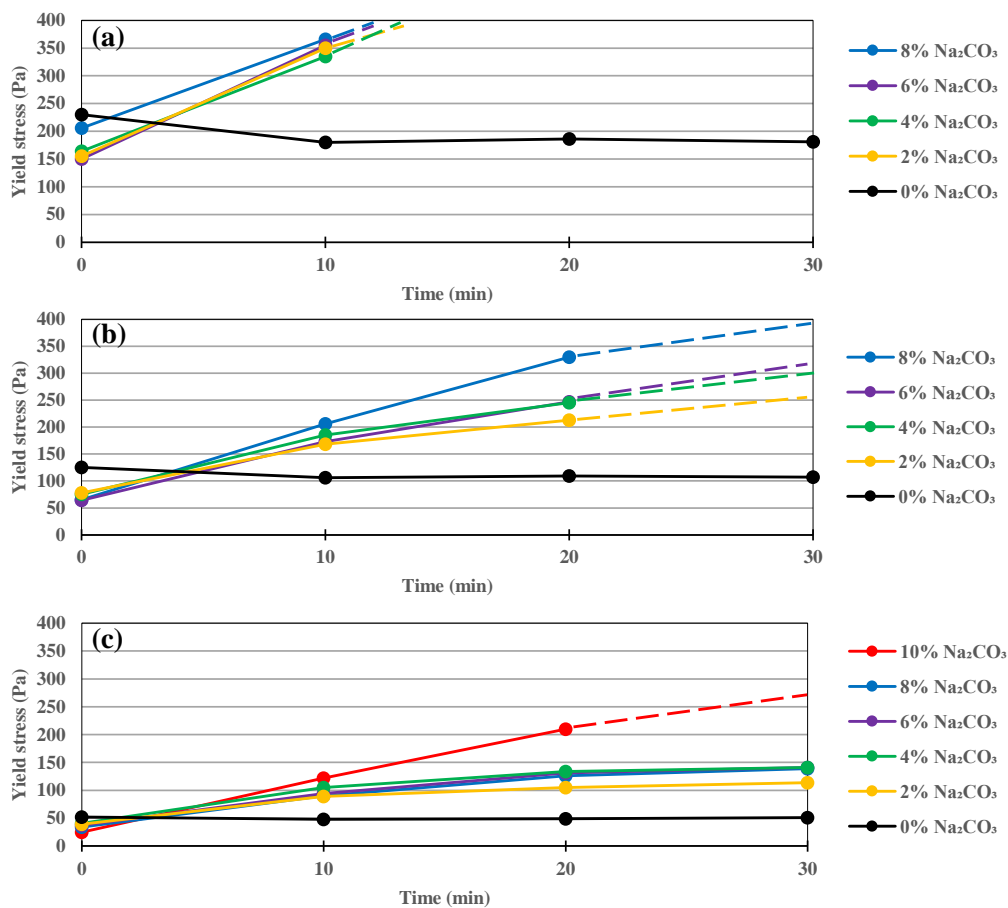 (a)
400
350
300
250
200
150
100
50
0
Yield stress (Pa)
0 10 20 30
Time (min)
8% Na₂CO₃
6% Na₂CO₃
4% Na₂CO₃
2% Na₂CO₃
0% Na₂CO₃
(b)
400
350
300
250
200
150
100
50
0
Yield stress (Pa)
0 10 20 30
Time (min)
8% Na₂CO₃
6% Na₂CO₃
4% Na₂CO₃
2% Na₂CO₃
0% Na₂CO₃
(c)
400
350
300
250
200
150
100
50
0
Yield stress (Pa)
0 10 20 30
Time (min)
10% Na₂CO₃
8% Na₂CO₃
6% Na₂CO₃
4% Na₂CO₃
2% Na₂CO₃
0% Na₂CO₃